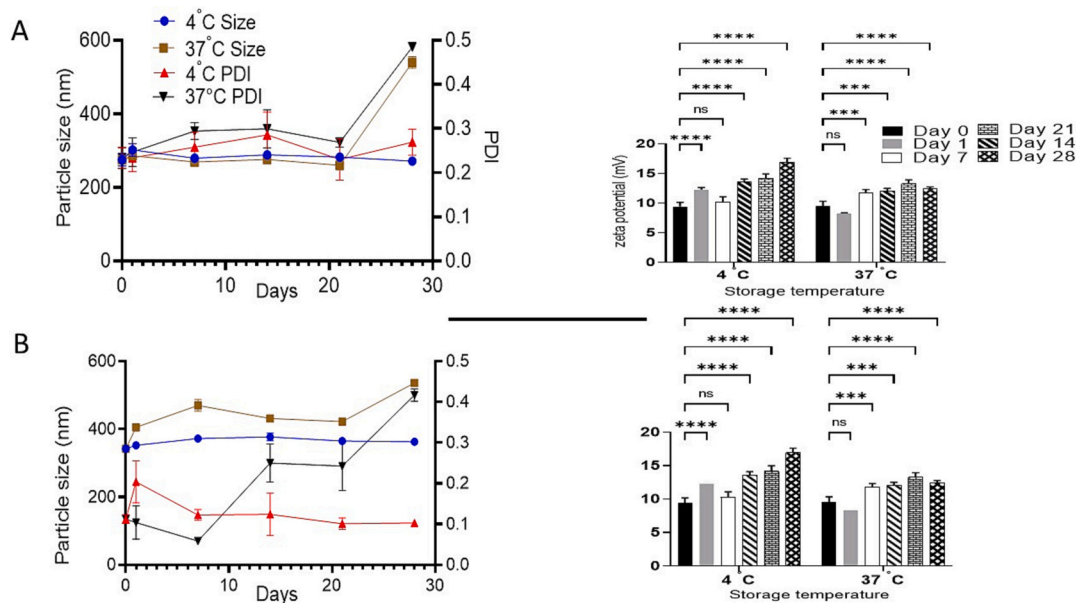 A
4°C Size
37°C Size
4°C PDI
37°C PDI
Particle size (nm)
600
400
200
0
0.5
0.4
0.3
0.2
0.1
0.0
PDI
0
10
20
30
Days
****
****
****
ns
****
****
****
***
***
ns
Day 0
Day 1
Day 7
Day 21
Day 14
Day 28
zeta potential (mV)
20
15
10
5
0
4 °C
37 °C
Storage temperature
B
Particle size (nm)
600
400
200
0
0.5
0.4
0.3
0.2
0.1
0.0
0
10
20
30
Days
****
****
****
ns
****
****
****
***
***
ns
20
15
10
5
0
4 °C
37 °C
Storage temperature